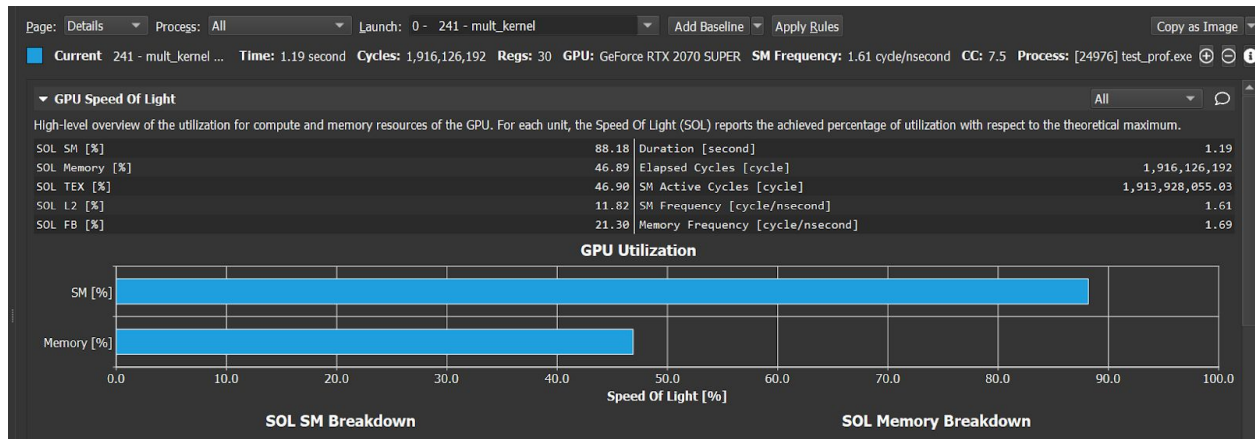 Page: Details Process: All Launch: 0 - 241 - mult_kernel Add Baseline Apply Rules Copy as Image
Current 241 - mult_kernel ... Time: 1.19 second Cycles: 1,916,126,192 Regs: 30 GPU: GeForce RTX 2070 SUPER SM Frequency: 1.61 cycle/nsecond CC: 7.5 Process: [24976] test_prof.exe
GPU Speed Of Light All
High-level overview of the utilization for compute and memory resources of the GPU. For each unit, the Speed Of Light (SOL) reports the achieved percentage of utilization with respect to the theoretical maximum.
SOL SM [%] 88.18 Duration [second] 1.19
SOL Memory [%] 46.89 Elapsed Cycles [cycle] 1,916,126,192
SOL TEX [%] 46.90 SM Active Cycles [cycle] 1,913,928,055.03
SOL L2 [%] 11.82 SM Frequency [cycle/nsecond] 1.61
SOL FB [%] 21.30 Memory Frequency [cycle/nsecond] 1.69
GPU Utilization
SM [%]
Memory [%]
0.0 10.0 20.0 30.0 40.0 50.0 60.0 70.0 80.0 90.0 100.0
Speed Of Light [%]
SOL SM Breakdown SOL Memory Breakdown